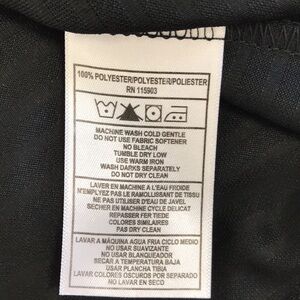 100% POLYESTER/POLYESTER/POLIESTER
RN 115903
MACHINE WASH COLD GENTLE
DO NOT USE FABRIC SOFTENER
NO BLEACH
TUMBLE DRY LOW
USE WARM IRON
WASH DARKS SEPARATELY
DO NOT DRY CLEAN
LAVER EN MACHINE A L'EAU FROIDE
N'EMPLYEZ PAS LE RAMOLLISSANT DE TISSU
NE PAS UTILISER D'EAU DE JAVEL
SECHER EN MACHINE CYCLE DELICAT
REPASSER FER TIEDE
COLORES SIMILAIRES
PAS DRY CLEAN
LAVAR A MÁQUINA AGUA FRIA CICLO MEDIO
NO USAR SUAVIZANTE
NO USAR BLANQUEADOR
SECAR A TEMPERATURA BAJA
USAR PLANCHA TIBIA
LAVAR COLORES OSCUROS POR SEPARADO
NO LAVAR EN SECO